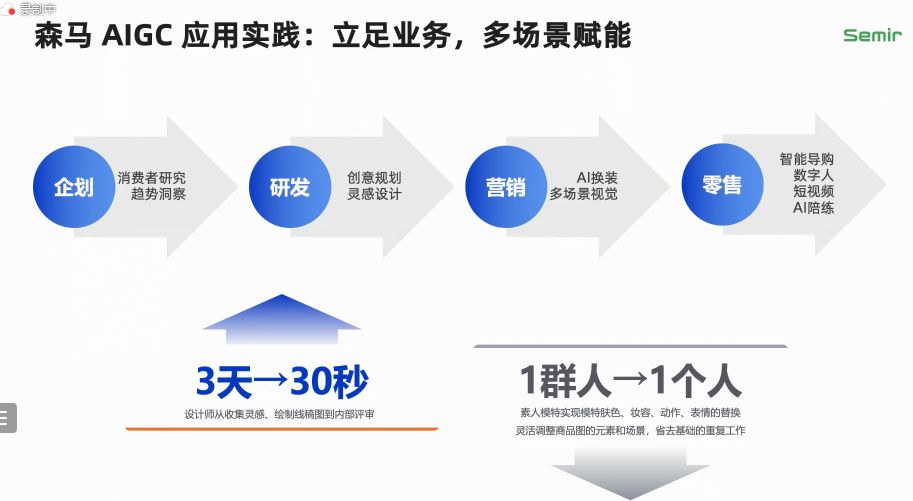 录制中
森马 AIGC 应用实践：立足业务，多场景赋能
Semir
企划
消费者研究
趋势洞察
研发
创意规划
灵感设计
营销
AI换装
多场景视觉
零售
智能导购
数字人
短视频
AI陪练
3天→30秒
设计师从收集灵感、绘制线稿图到内部评审
1群人→1个人
素人模特实现模特肤色、妆容、动作、表情的替换
灵活调整商品图的元素和场景，省去基础的重复工作